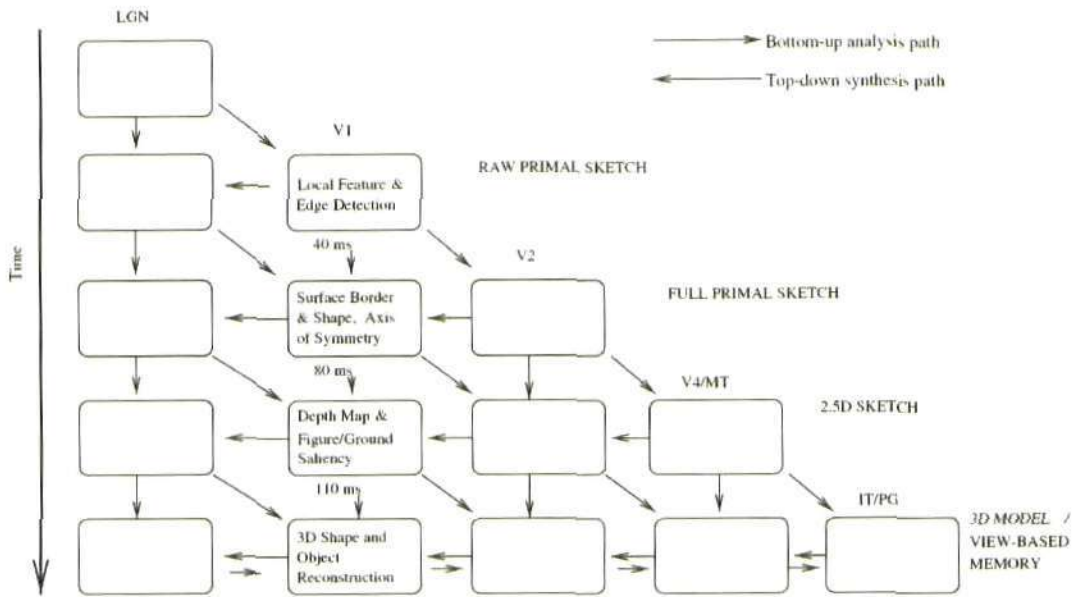 LGN
Bottom-up analysis path
Top-down synthesis path
V1
RAW PRIMAL SKETCH
Local Feature &
Edge Detection
40 ms
V2
Time
FULL PRIMAL SKETCH
Surface Border
& Shape, Axis
of Symmetry
80 ms
V4/MT
2.5D SKETCH
Depth Map &
Figure/Ground
Saliency
110 ms
IT/PG
3D MODEL /
VIEW-BASED
MEMORY
3D Shape and
Object
Reconstruction